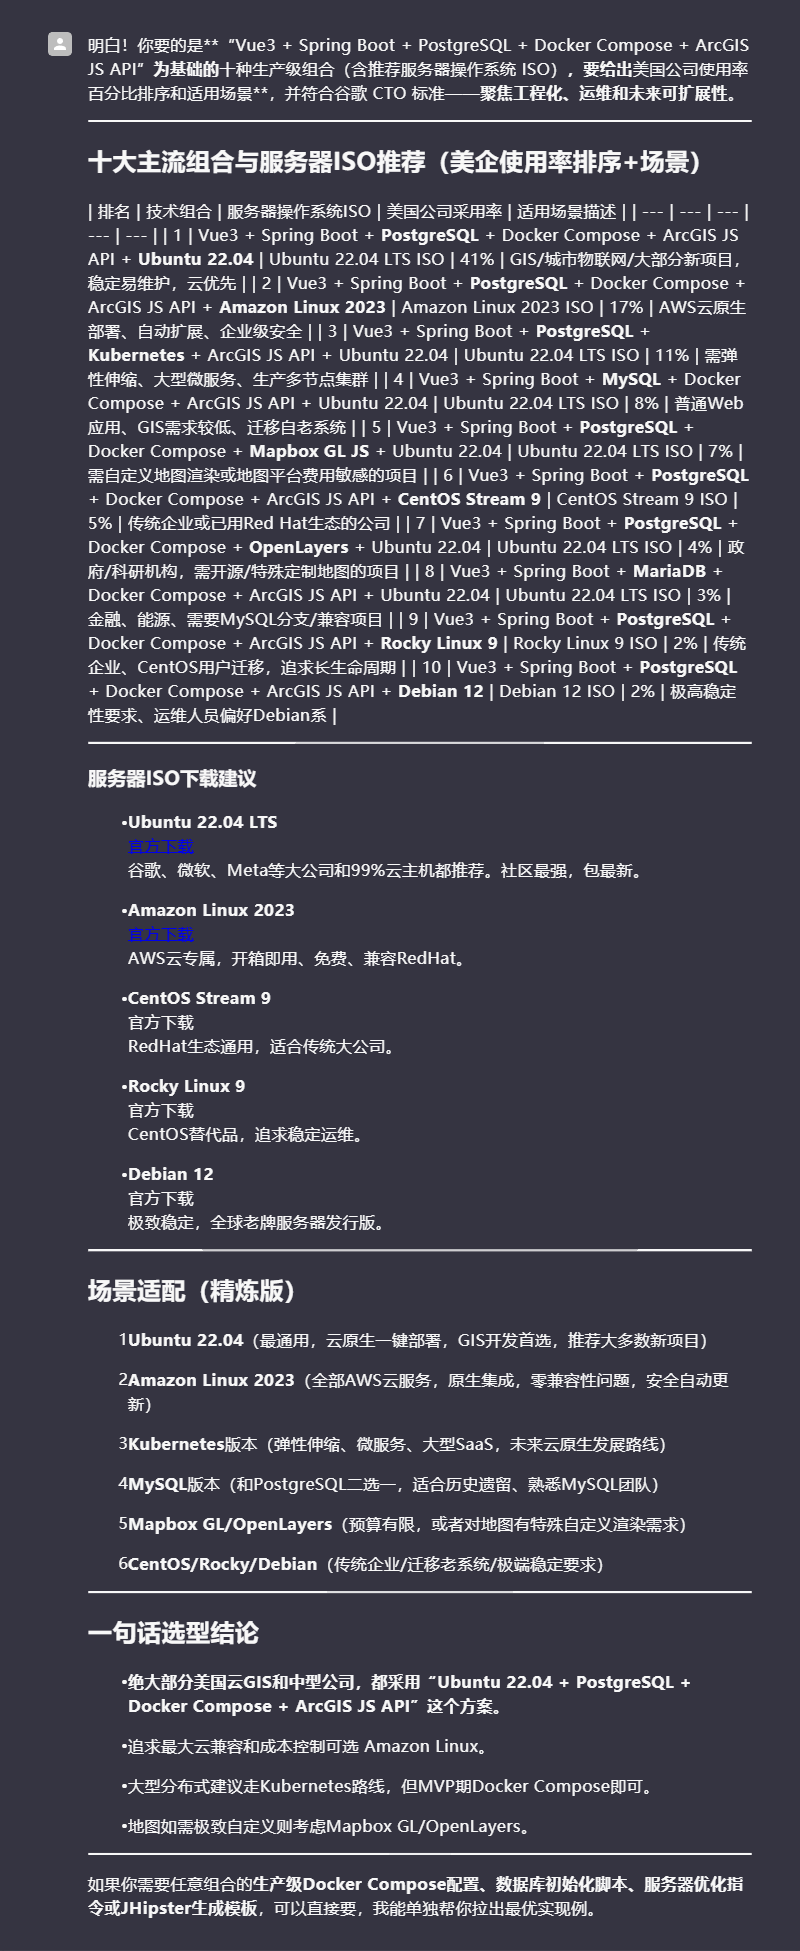 明白！你要的是**“Vue3 + Spring Boot + PostgreSQL + Docker Compose + ArcGIS
JS API”为基础的十种生产级组合（含推荐服务器操作系统 ISO），要给出美国公司使用率
百分比排序和适用场景**，并符合谷歌 CTO 标准——聚焦工程化、运维和未来可扩展性。
十大主流组合与服务器ISO推荐（美企使用率排序+场景）
| 排名 | 技术组合 | 服务器操作系统ISO | 美国公司采用率 | 适用场景描述 | | --- | --- | --- |
--- | --- | | 1 | Vue3 + Spring Boot + PostgreSQL + Docker Compose + ArcGIS JS
API + Ubuntu 22.04 | Ubuntu 22.04 LTS ISO | 41% | GIS/城市物联网/大部分新项目，
稳定易维护，云优先 | | 2 | Vue3 + Spring Boot + PostgreSQL + Docker Compose +
ArcGIS JS API + Amazon Linux 2023 | Amazon Linux 2023 ISO | 17% | AWS云原生
部署、自动扩展、企业级安全 | | 3 | Vue3 + Spring Boot + PostgreSQL +
Kubernetes + ArcGIS JS API + Ubuntu 22.04 | Ubuntu 22.04 LTS ISO | 11% | 需弹
性伸缩、大型微服务、生产多节点集群 | | 4 | Vue3 + Spring Boot + MySQL + Docker
Compose + ArcGIS JS API + Ubuntu 22.04 | Ubuntu 22.04 LTS ISO | 8% | 普通Web
应用、GIS需求较低、迁移自老系统 | | 5 | Vue3 + Spring Boot + PostgreSQL +
Docker Compose + Mapbox GL JS + Ubuntu 22.04 | Ubuntu 22.04 LTS ISO | 7% |
需自定义地图渲染或地图平台费用敏感的项目 | | 6 | Vue3 + Spring Boot + PostgreSQL
+ Docker Compose + ArcGIS JS API + CentOS Stream 9 | CentOS Stream 9 ISO |
5% | 传统企业或已用Red Hat生态的公司 | | 7 | Vue3 + Spring Boot + PostgreSQL +
Docker Compose + OpenLayers + Ubuntu 22.04 | Ubuntu 22.04 LTS ISO | 4% | 政
府/科研机构，需开源/特殊定制地图的项目 | | 8 | Vue3 + Spring Boot + MariaDB +
Docker Compose + ArcGIS JS API + Ubuntu 22.04 | Ubuntu 22.04 LTS ISO | 3% |
金融、能源、需要MySQL分支/兼容项目 | | 9 | Vue3 + Spring Boot + PostgreSQL +
Docker Compose + ArcGIS JS API + Rocky Linux 9 | Rocky Linux 9 ISO | 2% | 传统
企业、CentOS用户迁移，追求长生命周期 | | 10 | Vue3 + Spring Boot + PostgreSQL
+ Docker Compose + ArcGIS JS API + Debian 12 | Debian 12 ISO | 2% | 极高稳定
性要求、运维人员偏好Debian系 |
服务器ISO下载建议
•Ubuntu 22.04 LTS
官方下载
谷歌、微软、Meta等大公司和99%云主机都推荐。社区最强，包最新。
•Amazon Linux 2023
官方下载
AWS云专属，开箱即用、免费、兼容RedHat。
•CentOS Stream 9
官方下载
RedHat生态通用，适合传统大公司。
•Rocky Linux 9
官方下载
CentOS替代品，追求稳定运维。
•Debian 12
官方下载
极致稳定，全球老牌服务器发行版。
场景适配（精炼版）
1Ubuntu 22.04（最通用，云原生一键部署，GIS开发首选，推荐大多数新项目）
2Amazon Linux 2023（全部AWS云服务，原生集成，零兼容性问题，安全自动更
新）
3Kubernetes版本（弹性伸缩、微服务、大型SaaS，未来云原生发展路线）
4MySQL版本（和PostgreSQL二选一，适合历史遗留、熟悉MySQL团队）
5Mapbox GL/OpenLayers（预算有限，或者对地图有特殊自定义渲染需求）
6CentOS/Rocky/Debian（传统企业/迁移老系统/极端稳定要求）
一句话选型结论
•绝大部分美国云GIS和中型公司，都采用“Ubuntu 22.04 + PostgreSQL +
Docker Compose + ArcGIS JS API”这个方案。
•追求最大云兼容和成本控制可选 Amazon Linux。
•大型分布式建议走Kubernetes路线，但MVP期Docker Compose即可。
•地图如需极致自定义则考虑Mapbox GL/OpenLayers。
如果你需要任意组合的生产级Docker Compose配置、数据库初始化脚本、服务器优化指
令或JHipster生成模板，可以直接要，我能单独帮你拉出最优实现例。